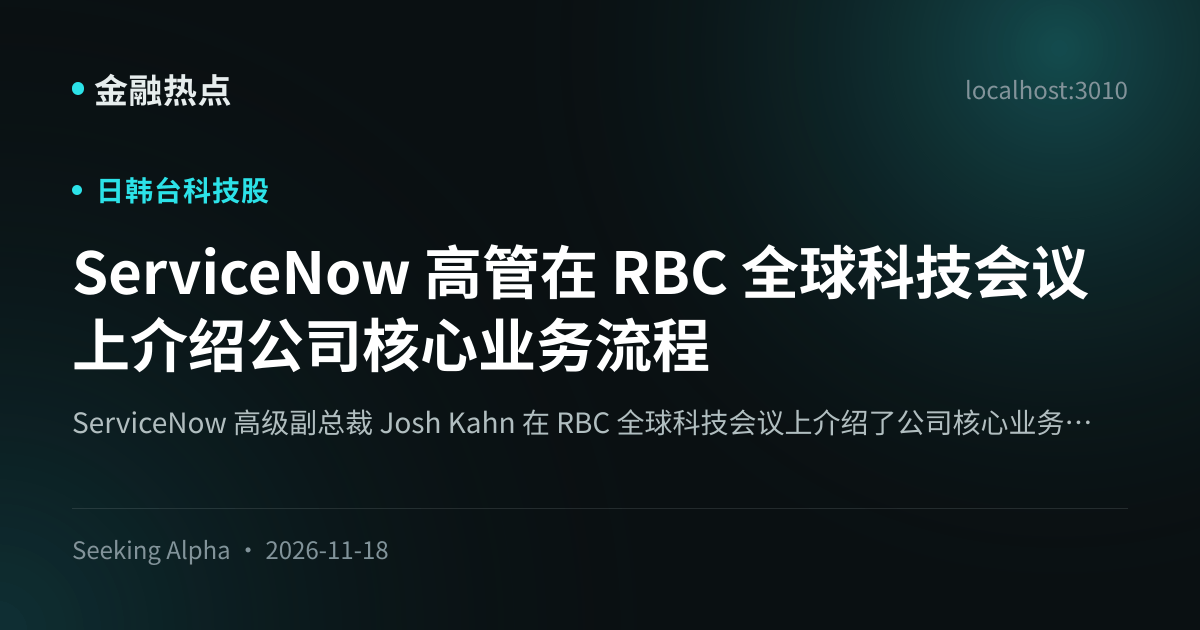 金融热点
localhost:3010
日韩台科技股
ServiceNow 高管在 RBC 全球科技会议
上介绍公司核心业务流程
ServiceNow 高级副总裁 Josh Kahn 在 RBC 全球科技会议上介绍了公司核心业务…
Seeking Alpha · 2026-11-18